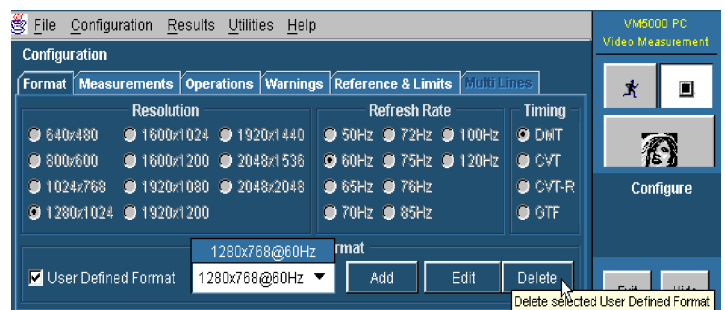 File Configuration Results Utilities Help
VM5000 PC
Video Measurement
Configuration
Format Measurements Operations Warnings Reference & Limits Multi Lines
Resolution Refresh Rate Timing
640x480 1600x1024 1920x1440 50Hz 72Hz 100Hz DMT
800x600 1600x1200 2048x1536 60Hz 75Hz 120Hz CVT
1024x768 1920x1080 2048x2048 65Hz 76Hz CVT-R
1280x1024 1920x1200 70Hz 85Hz GTF
Configure
1280x768@60Hz rmat
User Defined Format 1280x768@60Hz Add Edit Delete
Delete selected User Defined Format